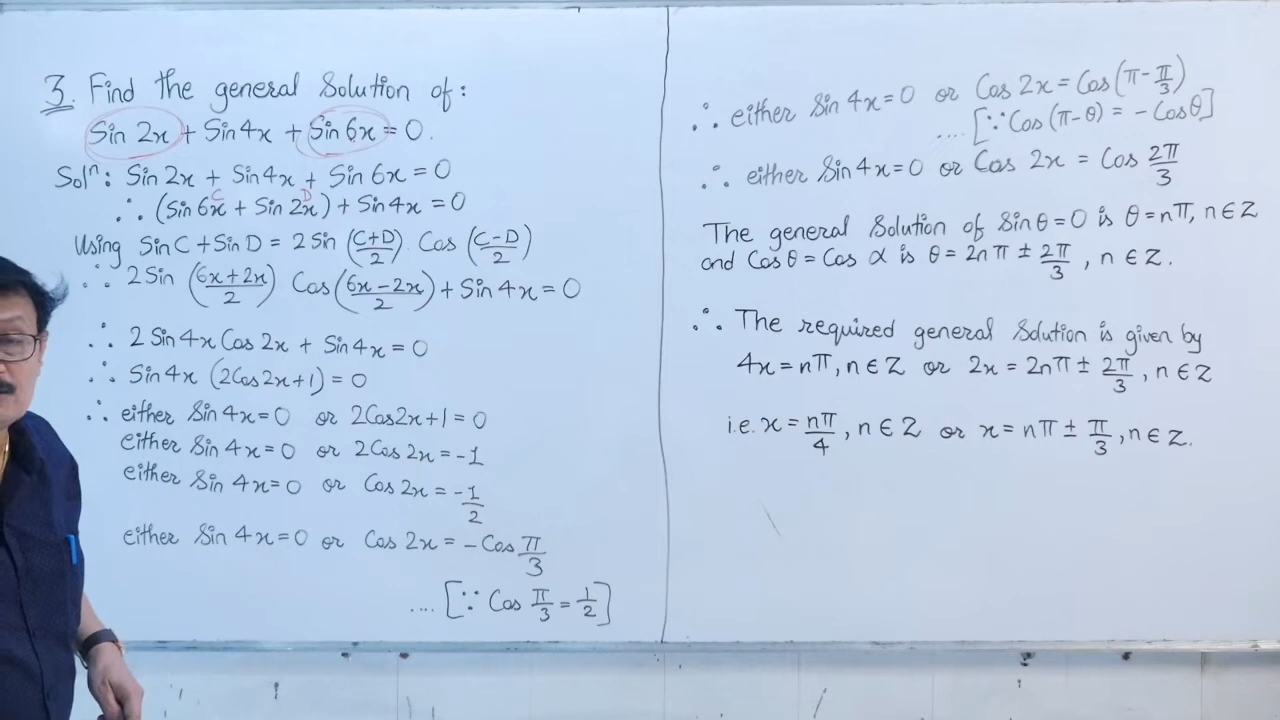 3. Find the general Solution of:
Sin 2x + Sin 4x + Sin 6x = 0.
Solⁿ: Sin 2x + Sin 4x + Sin 6x = 0
C D
∴ (Sin 6x + Sin 2x) + Sin 4x = 0
Using Sin C + Sin D = 2 Sin (C+D/2) . Cos (C-D/2)
∴ 2 Sin (6x+2x/2) Cos (6x-2x/2) + Sin 4x = 0
∴ 2 Sin 4x Cos 2x + Sin 4x = 0
∴ Sin 4x (2Cos 2x + 1) = 0
∴ either Sin 4x = 0 or 2Cos2x + 1 = 0
either Sin 4x = 0 or 2Cos 2x = -1
either Sin 4x = 0 or Cos 2x = -1/2
either Sin 4x = 0 or Cos 2x = - Cos π/3
.... [∵ Cos π/3 = 1/2]
∴ either Sin 4x = 0 or Cos 2x = Cos (π - π/3)
.... [∵ Cos (π-θ) = - Cosθ]
∴ either Sin 4x = 0 or Cos 2x = Cos 2π/3
The general Solution of Sin θ = 0 is θ = nπ, n ∈ Z
and Cos θ = Cos α is θ = 2nπ ± 2π/3, n ∈ Z.
∴ The required general Solution is given by
4x = nπ, n ∈ Z or 2x = 2nπ ± 2π/3, n ∈ Z
i.e. x = nπ/4, n ∈ Z or x = nπ ± π/3, n ∈ Z.